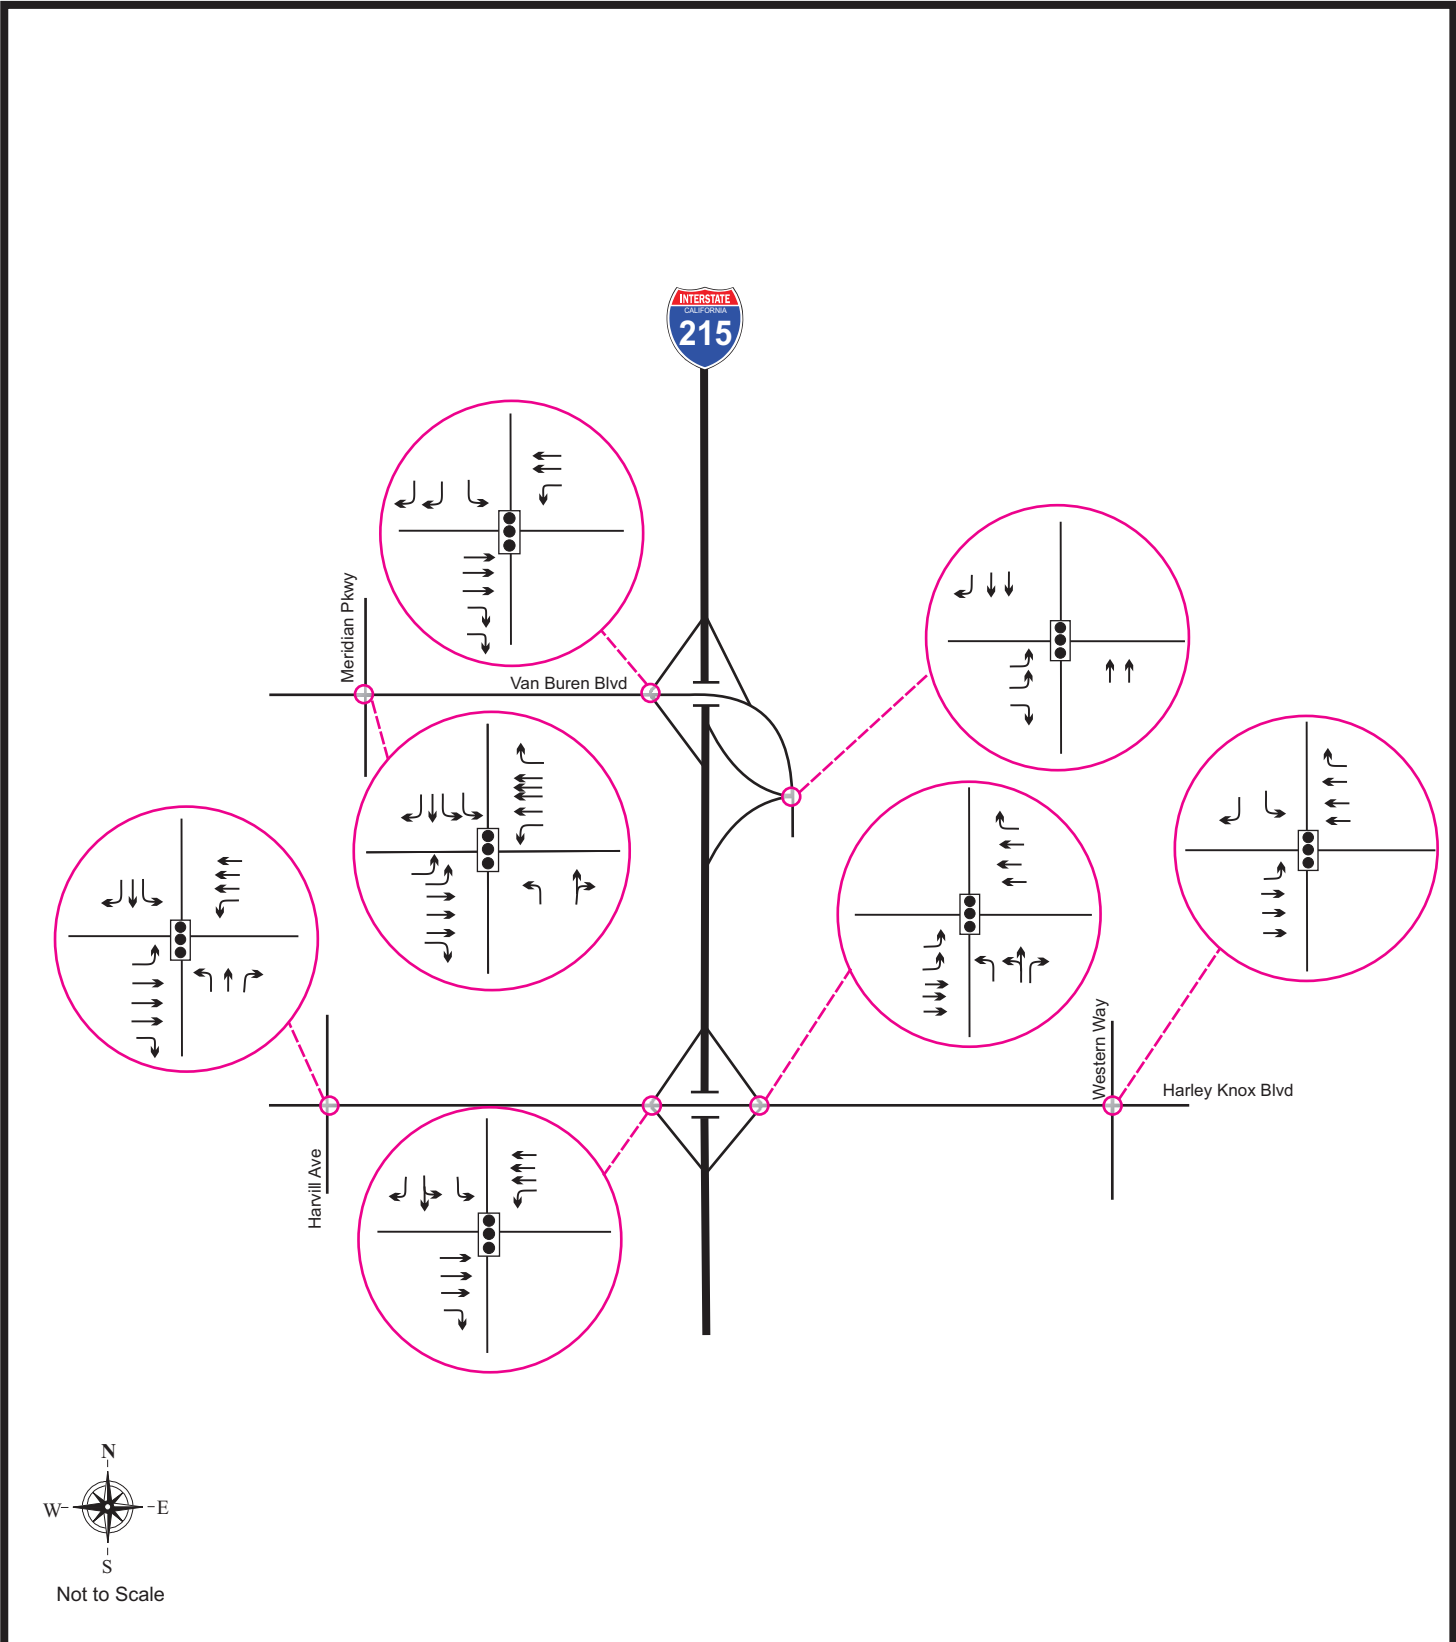 INTERSTATE
CALIFORNIA
215
Meridian Pkwy
Van Buren Blvd
Western Way
Harley Knox Blvd
Harvill Ave
N
W
E
S
Not to Scale